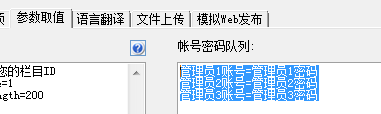 参数取值 语言翻译 文件上传 模拟Web发布
帐号密码队列:
您的栏目ID
=1
ngth=200
管理员1账号=管理员1密码
管理员2账号=管理员2密码
管理员3账号=管理员3密码